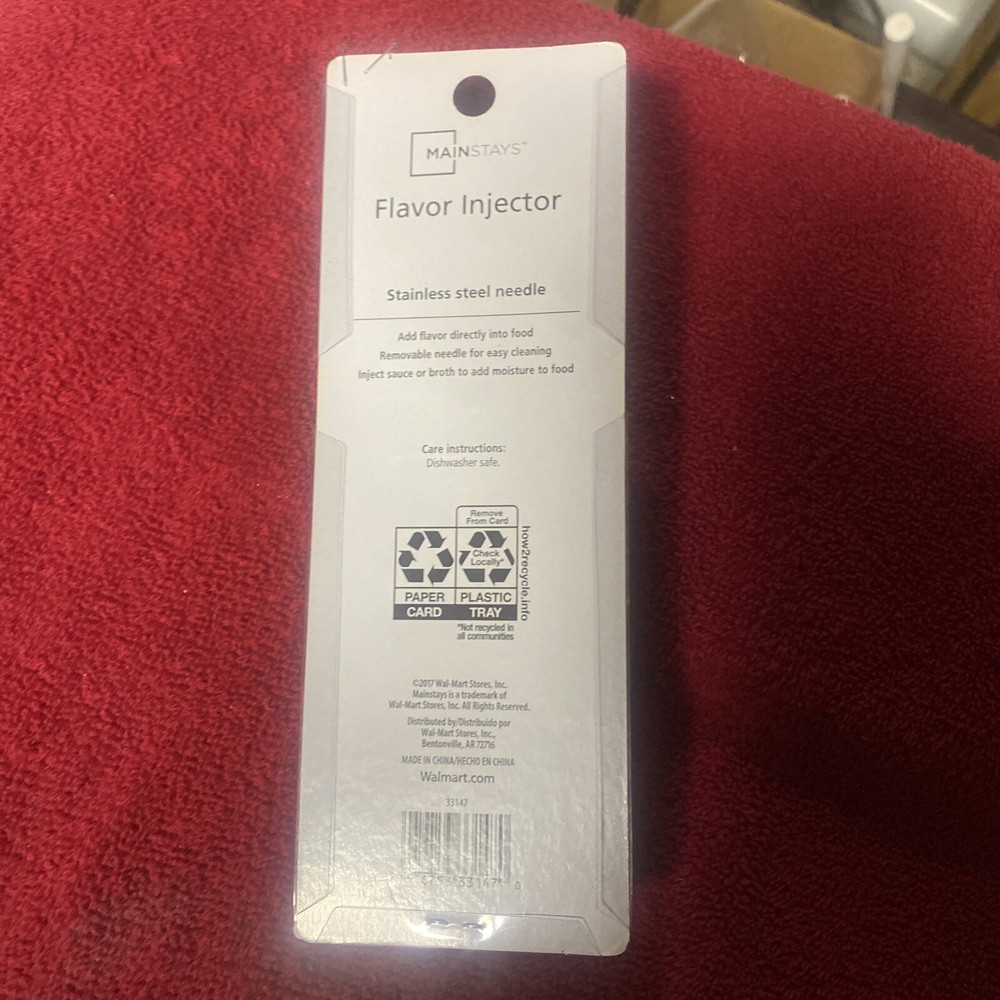 MAINSTAYS™
Flavor Injector
Stainless steel needle
Add flavor directly into food
Removable needle for easy cleaning
Inject sauce or broth to add moisture to food
Care instructions:
Dishwasher safe.
Remove
From Card
Check
Locally*
PAPER PLASTIC
CARD TRAY
how2recycle.info
*Not recycled in
all communities
©2017 Wal-Mart Stores, Inc.
Mainstays is a trademark of
Wal-Mart Stores, Inc. All Rights Reserved.
Distributed by/Distribuido por
Wal-Mart Stores, Inc.,
Bentonville, AR 72716
MADE IN CHINA/HECHO EN CHINA
Walmart.com
33147